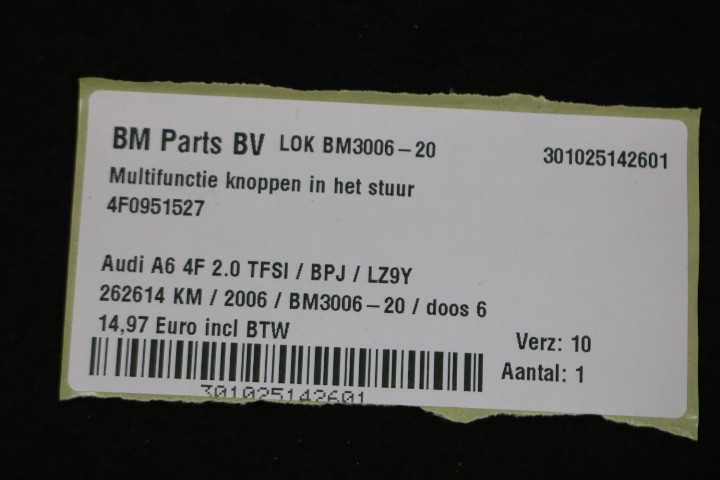 BM Parts BV LOK BM3006-20 301025142601
Multifunctie knoppen in het stuur
4F0951527
Audi A6 4F 2.0 TFSI / BPJ / LZ9Y
262614 KM / 2006 / BM3006-20 / doos 6
14,97 Euro incl BTW
Verz: 10
Aantal: 1
301025142601